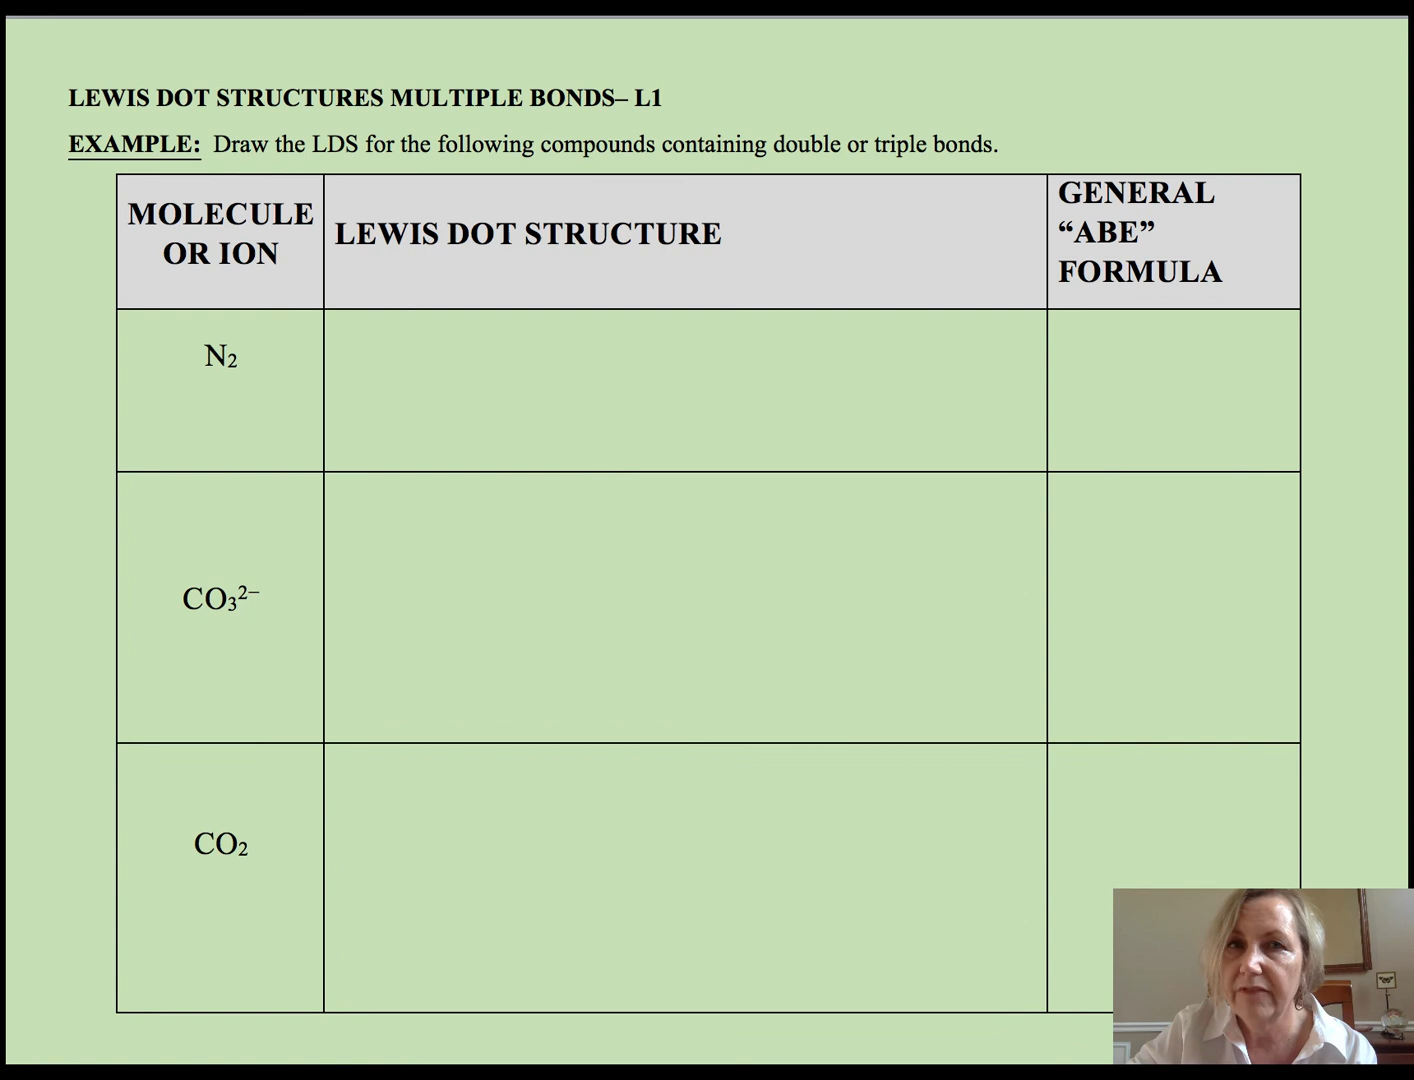 LEWIS DOT STRUCTURES MULTIPLE BONDS– L1
EXAMPLE: Draw the LDS for the following compounds containing double or triple bonds.
MOLECULE
OR ION
LEWIS DOT STRUCTURE
GENERAL
“ABE”
FORMULA
N₂
CO₃²⁻
CO₂